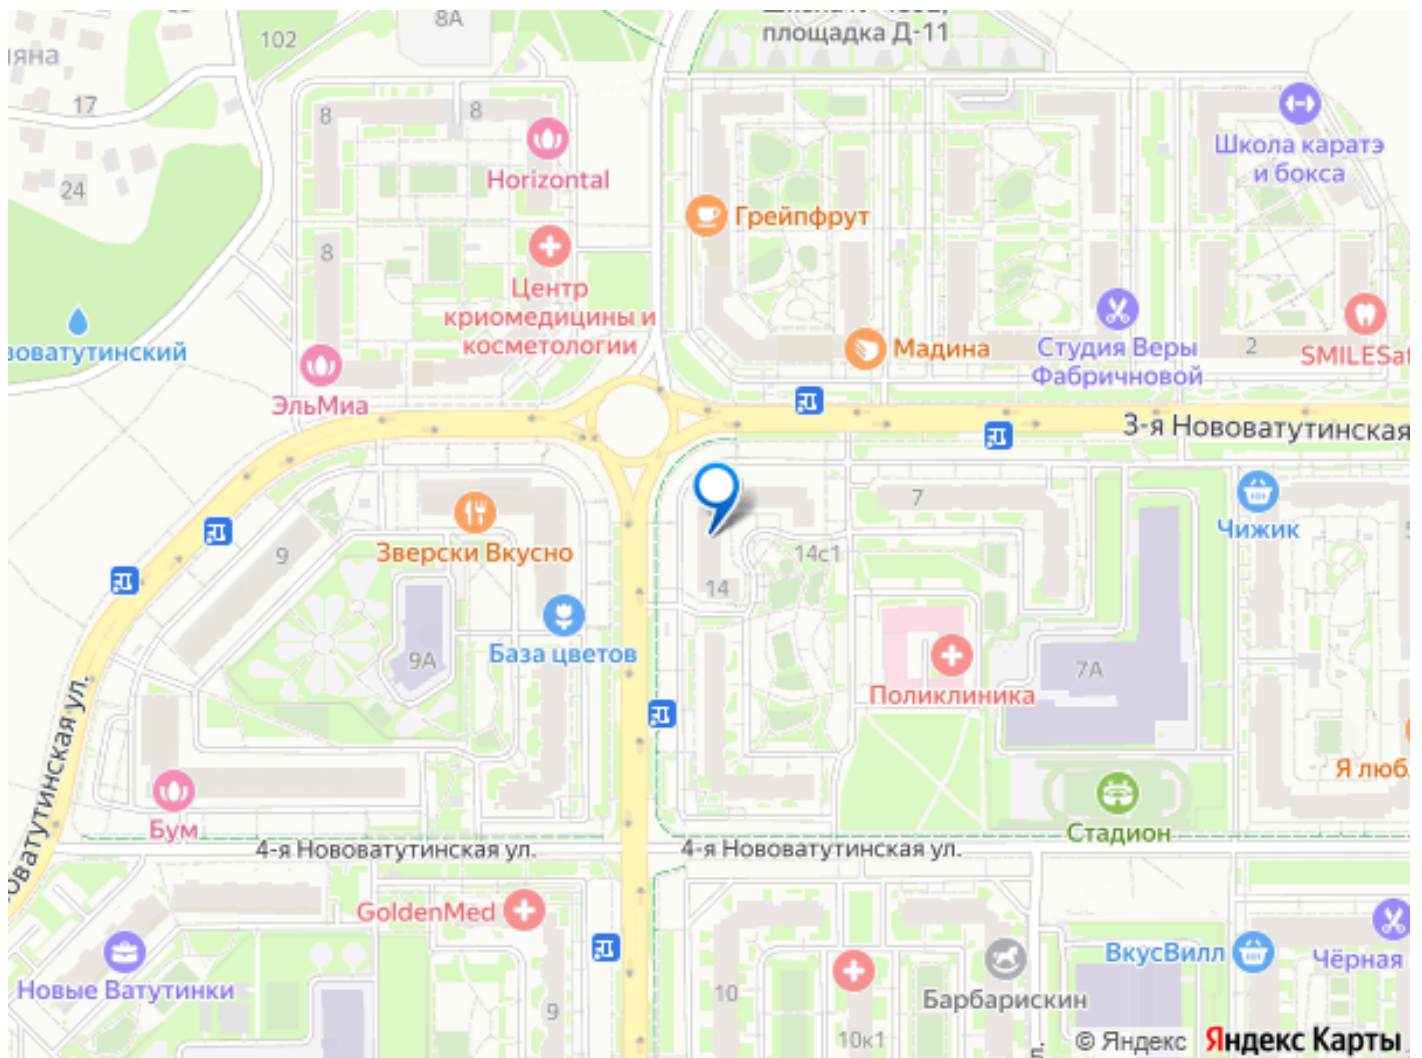 8А
площадка Д-11
102
17
24
8
8
Horizontal
Школа каратэ
и бокса
Грейпфрут
8
Центр
криомедицины и
косметологии
Мадина
Студия Веры
Фабричновой
2
SMILESat
ЭльМиа
3-я Нововатутинская
7
Чижик
Зверски Вкусно
9
14с1
14
База цветов
9А
Поликлиника
7А
Бум
Стадион
4-я Нововатутинская ул.
4-я Нововатутинская ул.
GoldenMed
Новые Ватутинки
9
10
10к1
Барбарискин
ВкусВилл
Чёрная
© Яндекс
Яндекс Карты